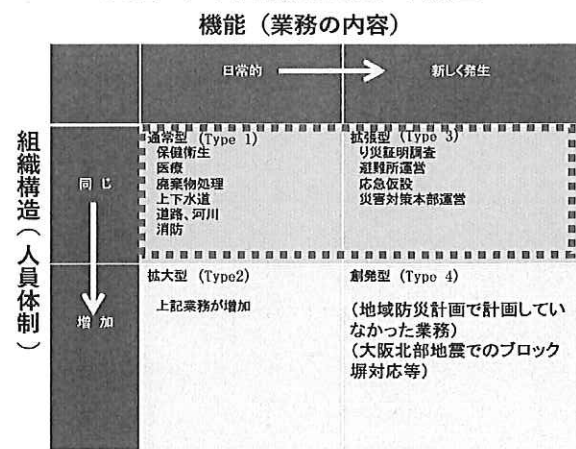 機能（業務の内容）
日常的
新しく発生
組織構造（人員体制）
同じ
通常型 (Type 1)
保健衛生
医療
廃棄物処理
上下水道
道路、河川
消防
拡張型 (Type 3)
り災証明調査
避難所運営
応急仮設
災害対策本部運営
増加
拡大型 (Type2)
上記業務が増加
創発型 (Type 4)
（地域防災計画で計画してい
なかった業務）
（大阪北部地震でのブロック
塀対応等）